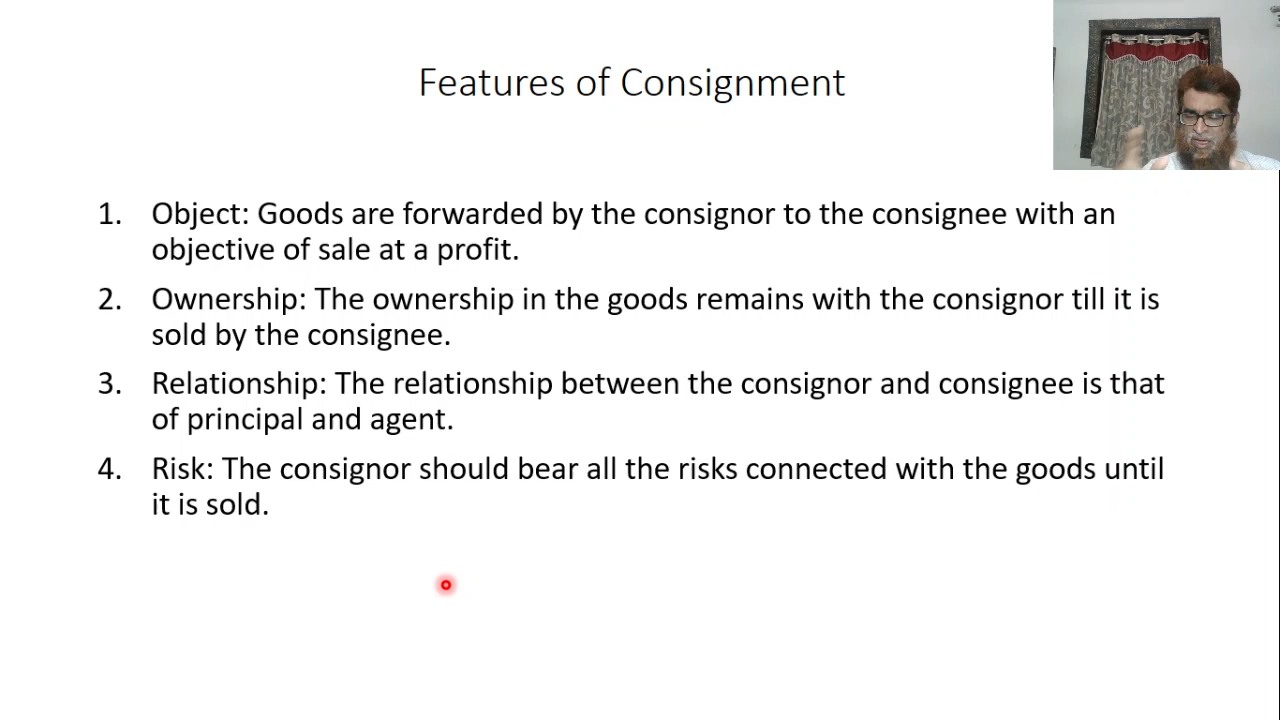 Features of Consignment
1. Object: Goods are forwarded by the consignor to the consignee with an
objective of sale at a profit.
2. Ownership: The ownership in the goods remains with the consignor till it is
sold by the consignee.
3. Relationship: The relationship between the consignor and consignee is that
of principal and agent.
4. Risk: The consignor should bear all the risks connected with the goods until
it is sold.